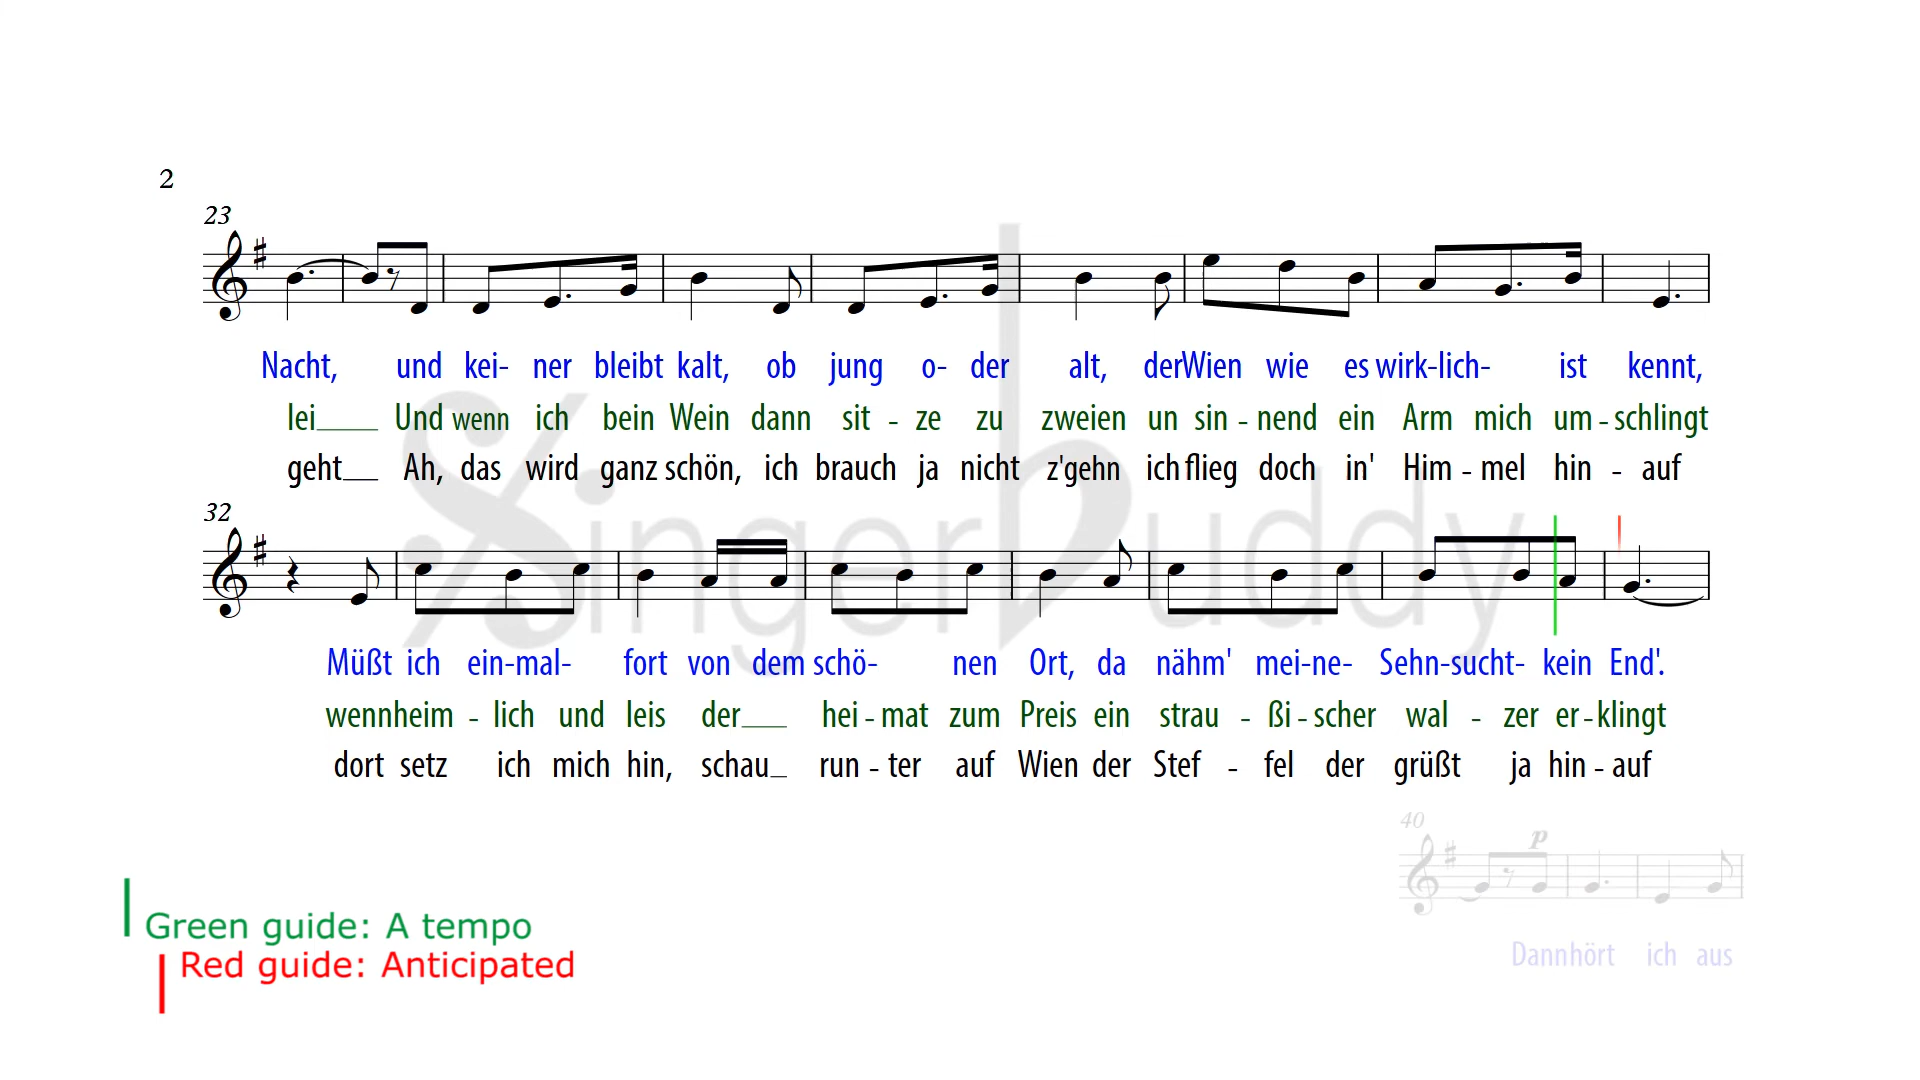 2
23
Nacht, und kei- ner bleibt kalt, ob jung o- der alt, derWien wie es wirk-lich- ist kennt,
lei___ Und wenn ich bein Wein dann sit - ze zu zweien un sin - nend ein Arm mich um - schlingt
geht__ Ah, das wird ganz schön, ich brauch ja nicht z'gehn ich flieg doch in' Him - mel hin - auf
32
Müßt ich ein-mal- fort von dem schö- nen Ort, da nähm' mei-ne- Sehn-sucht- kein End'.
wennheim - lich und leis der___ hei - mat zum Preis ein strau - ßi - scher wal - zer er - klingt
dort setz ich mich hin, schau_ run - ter auf Wien der Stef - fel der grüßt ja hin - auf
Singer buddy
40
p
Dannhört ich aus
Green guide: A tempo
Red guide: Anticipated